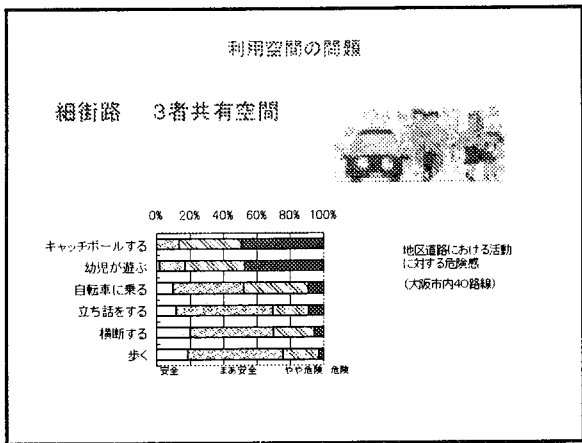 利用空間の問題
細街路 3者共有空間
0% 20% 40% 60% 80% 100%
キャッチボールする
幼児が遊ぶ
自転車に乗る
立ち話をする
横断する
歩く
安全 まあ安全 やや危険 危険
地区道路における活動
に対する危険感
(大阪市内40路線)